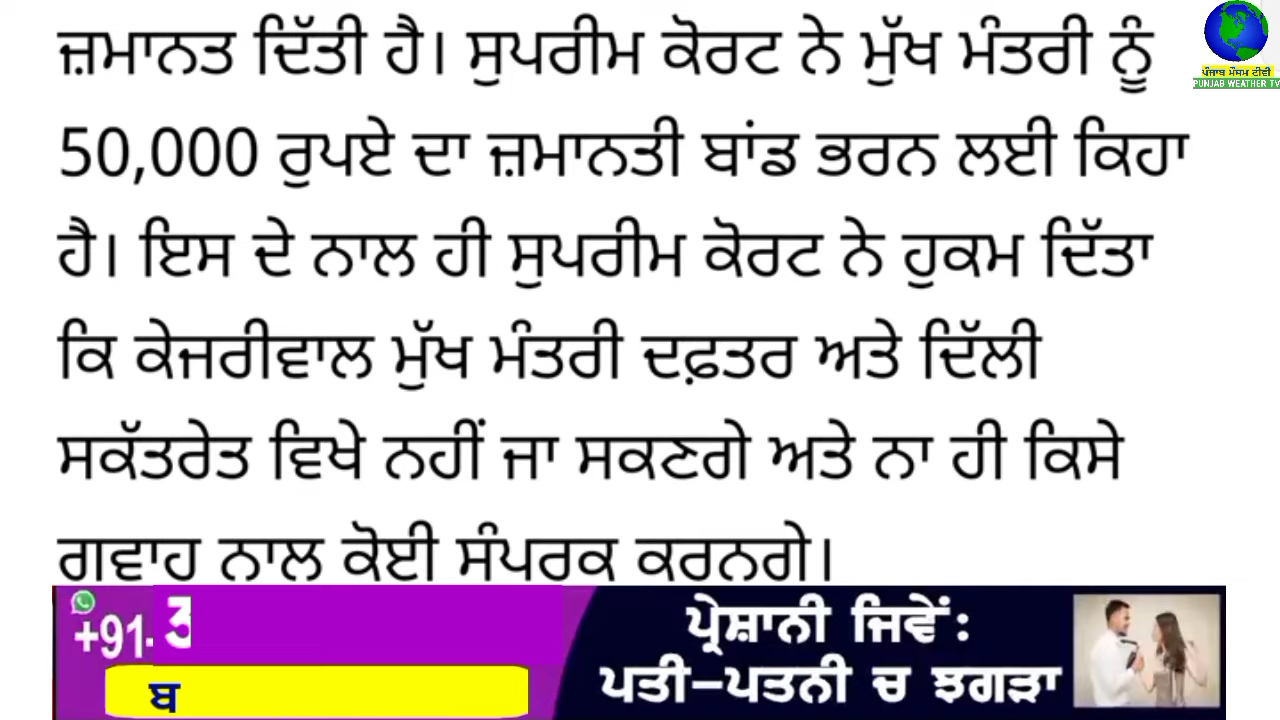 ਜ਼ਮਾਨਤ ਦਿੱਤੀ ਹੈ। ਸੁਪਰੀਮ ਕੋਰਟ ਨੇ ਮੁੱਖ ਮੰਤਰੀ ਨੂੰ
50,000 ਰੁਪਏ ਦਾ ਜ਼ਮਾਨਤੀ ਬਾਂਡ ਭਰਨ ਲਈ ਕਿਹਾ
ਹੈ। ਇਸ ਦੇ ਨਾਲ ਹੀ ਸੁਪਰੀਮ ਕੋਰਟ ਨੇ ਹੁਕਮ ਦਿੱਤਾ
ਕਿ ਕੇਜਰੀਵਾਲ ਮੁੱਖ ਮੰਤਰੀ ਦਫ਼ਤਰ ਅਤੇ ਦਿੱਲੀ
ਸਕੱਤਰੇਤ ਵਿਖੇ ਨਹੀਂ ਜਾ ਸਕਣਗੇ ਅਤੇ ਨਾ ਹੀ ਕਿਸੇ
ਗਵਾਹ ਨਾਲ ਕੋਈ ਸੰਪਰਕ ਕਰਨਗੇ।
ਪੰਜਾਬ ਮੌਸਮ ਟੀਵੀ
PUNJAB WEATHER TV
+91.
ਬ
ਪ੍ਰੇਸ਼ਾਨੀ ਜਿਵੇਂ:
ਪਤੀ-ਪਤਨੀ ਚ ਝਗੜਾ